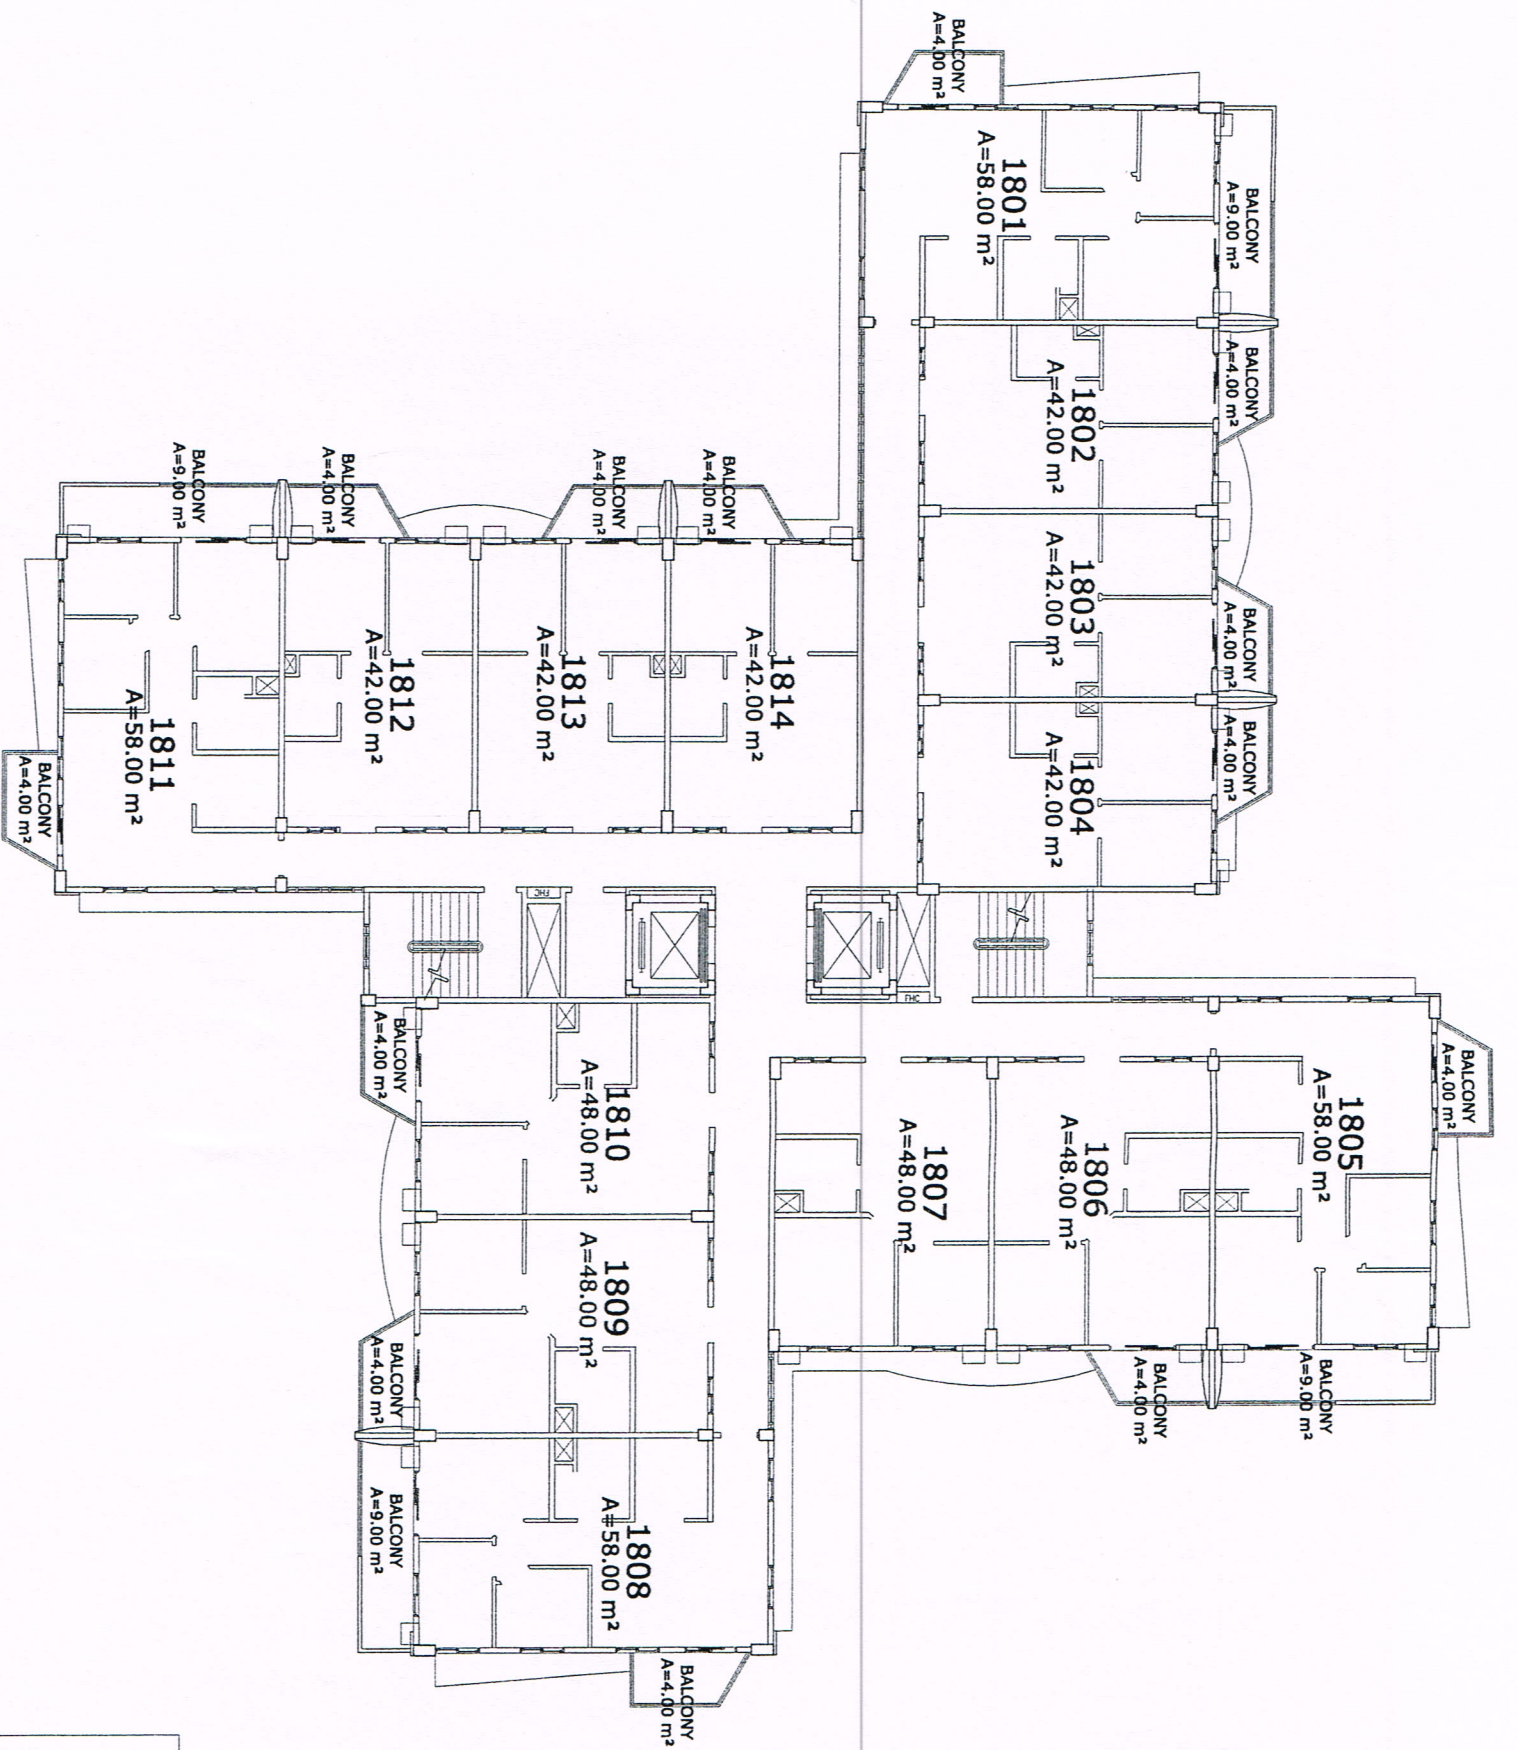 BALCONY
A=4.00 m²
1801
A=58.00 m²
BALCONY
A=9.00 m²
BALCONY
A=4.00 m²
1802
A=42.00 m²
1803
A=42.00 m²
BALCONY
A=4.00 m²
BALCONY
A=4.00 m²
1804
A=42.00 m²
BALCONY
A=9.00 m²
BALCONY
A=4.00 m²
BALCONY
A=4.00 m²
BALCONY
A=4.00 m²
1811
A=58.00 m²
BALCONY
A=4.00 m²
1812
A=42.00 m²
1813
A=42.00 m²
1814
A=42.00 m²
FHC
FHC
BALCONY
A=4.00 m²
1810
A=48.00 m²
1809
A=48.00 m²
BALCONY
A=4.00 m²
BALCONY
A=9.00 m²
1808
A=58.00 m²
BALCONY
A=4.00 m²
1807
A=48.00 m²
1806
A=48.00 m²
1805
A=58.00 m²
BALCONY
A=4.00 m²
BALCONY
A=4.00 m²
BALCONY
A=9.00 m²